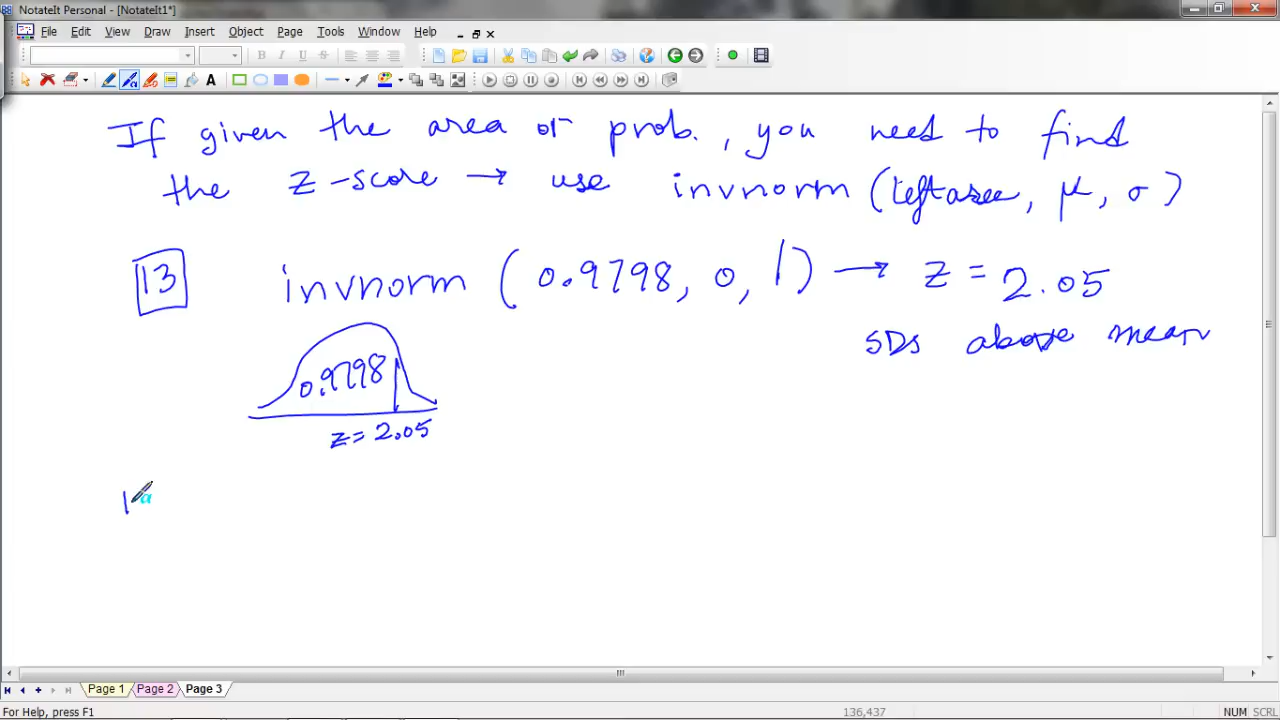 NotateIt Personal - [NotateIt1*]
File Edit View Draw Insert Object Page Tools Window Help
B I U S
A
If given the area or prob., you need to find
the z-score → use invnorm (leftarea, μ, σ)
13 invnorm (0.9798, 0, 1) → z = 2.05
SDs above mean
0.9798
z = 2.05
1
a
Page 1 Page 2 Page 3
For Help, press F1 136,437 NUM SCRL